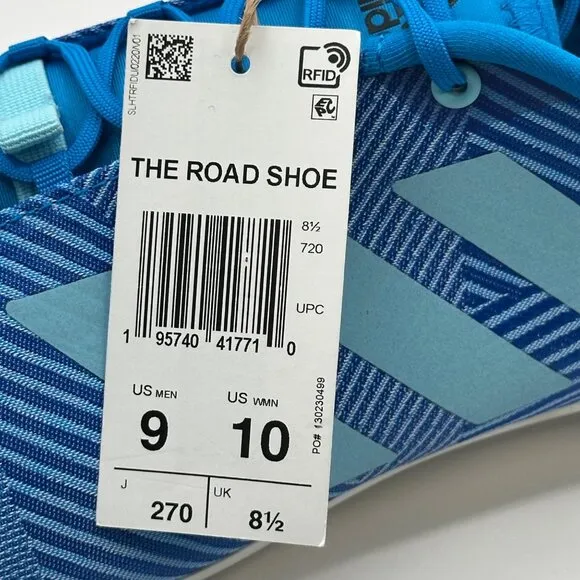 SLHTRFIDUI0220V01
RFID
THE ROAD SHOE
8½
720
UPC
1 95740 41771 0
US MEN US WMN
9 10
PO# 130230499
J UK
270 8½